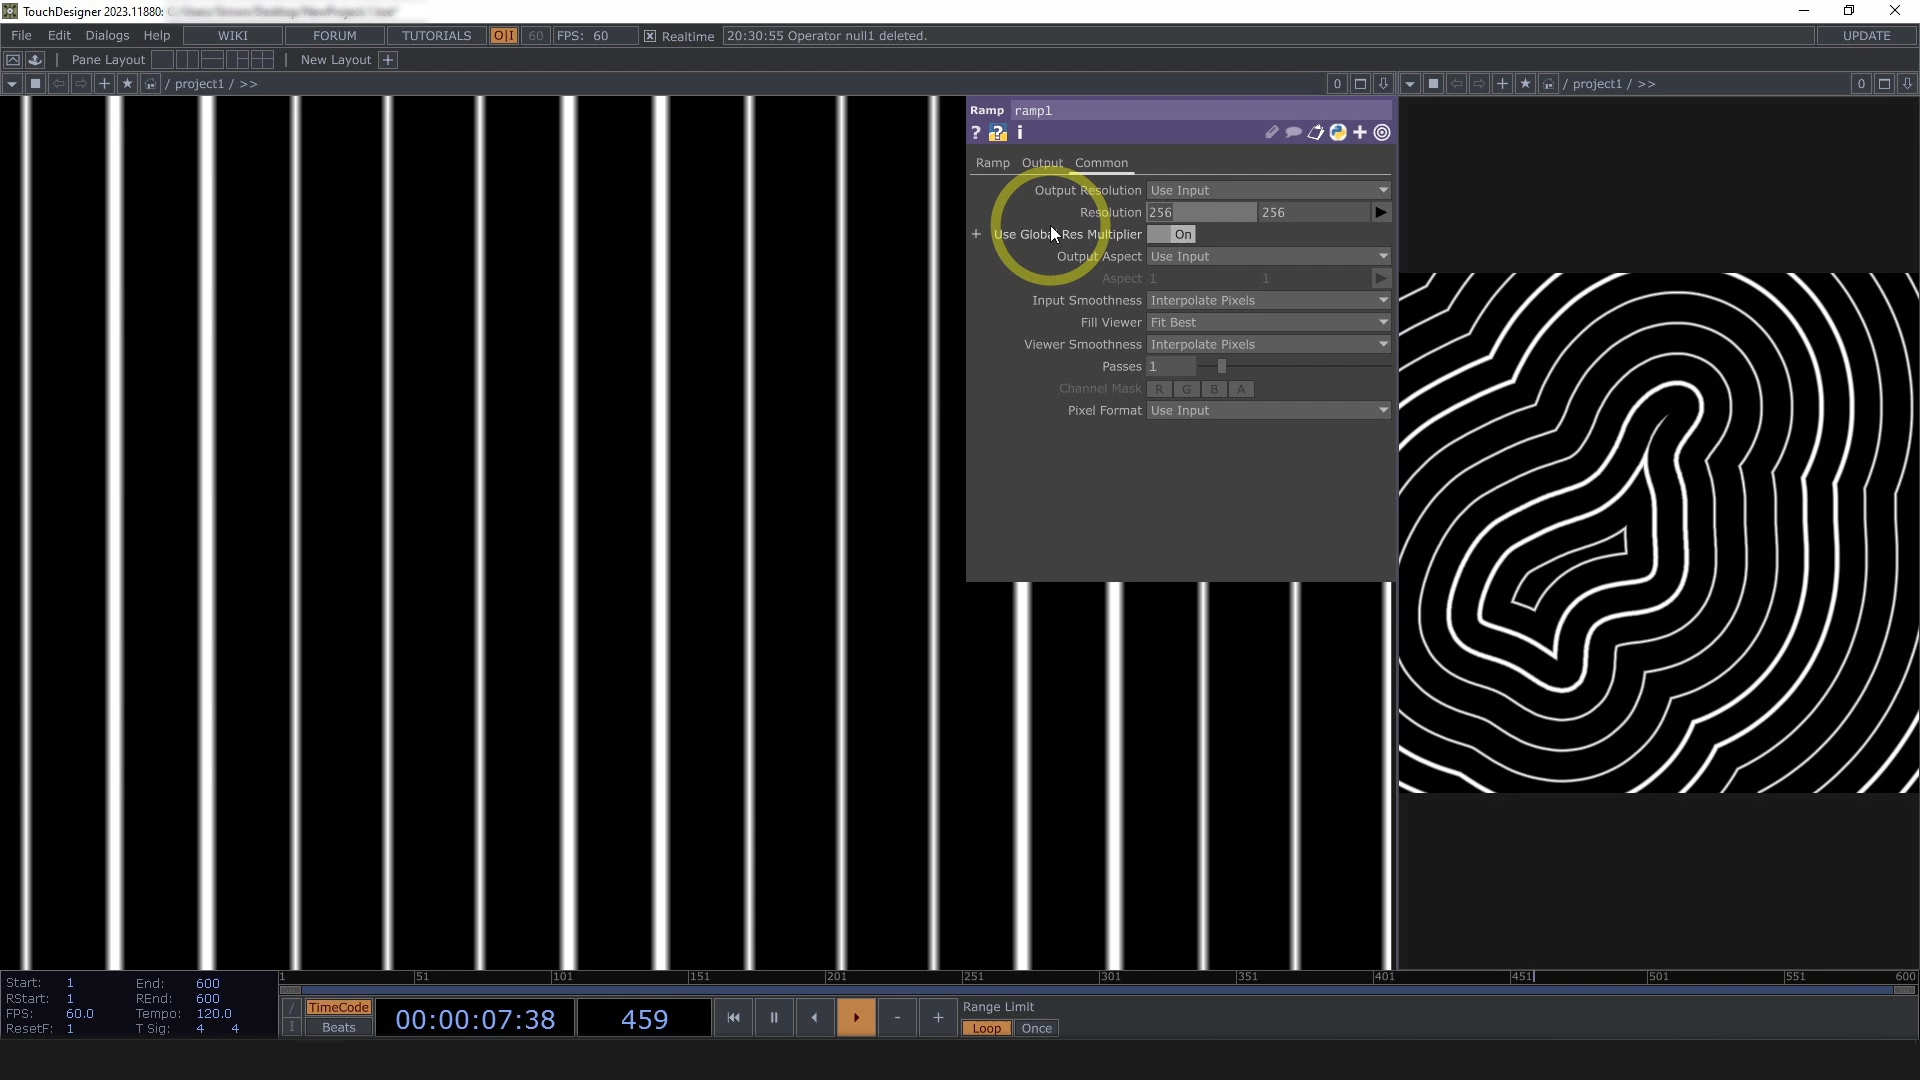 TouchDesigner 2023.11880:
File Edit Dialogs Help WIKI FORUM TUTORIALS O|I 60 FPS: 60 Realtime 20:30:55 Operator null1 deleted. UPDATE
Pane Layout New Layout +
/ project1 / >> 0 / project1 / >> 0
Ramp ramp1
? ? i
Ramp Output Common
Output Resolution Use Input
Resolution 256 256
+ Use Global Res Multiplier On
Output Aspect Use Input
Aspect 1 1
Input Smoothness Interpolate Pixels
Fill Viewer Fit Best
Viewer Smoothness Interpolate Pixels
Passes 1
Channel Mask R G B A
Pixel Format Use Input
1 51 101 151 201 251 301 351 401 451 501 551 600
Start: 1 End: 600
RStart: 1 REnd: 600
FPS: 60.0 Tempo: 120.0
ResetF: 1 T Sig: 4 4
TimeCode
Beats
00:00:07:38 459
- +
Range Limit
Loop Once